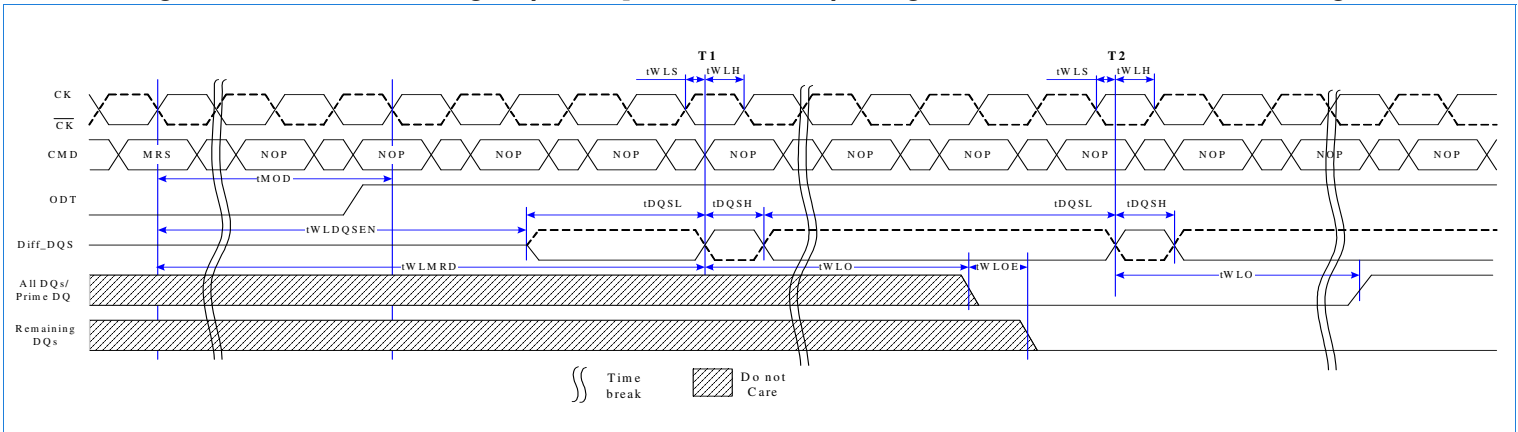 T1
T2
tWLS
tWLH
tWLS
tWLH
CK
CK
CMD
MRS
NOP
NOP
NOP
NOP
NOP
NOP
NOP
NOP
NOP
NOP
NOP
tMOD
ODT
tDQSL
tDQSH
tDQSL
tDQSH
tWLDQSEN
Diff_DQS
tWLMRD
tWLO
tWLOE
tWLO
All DQs/
Prime DQ
Remaining
DQs
Time
break
Do not
Care